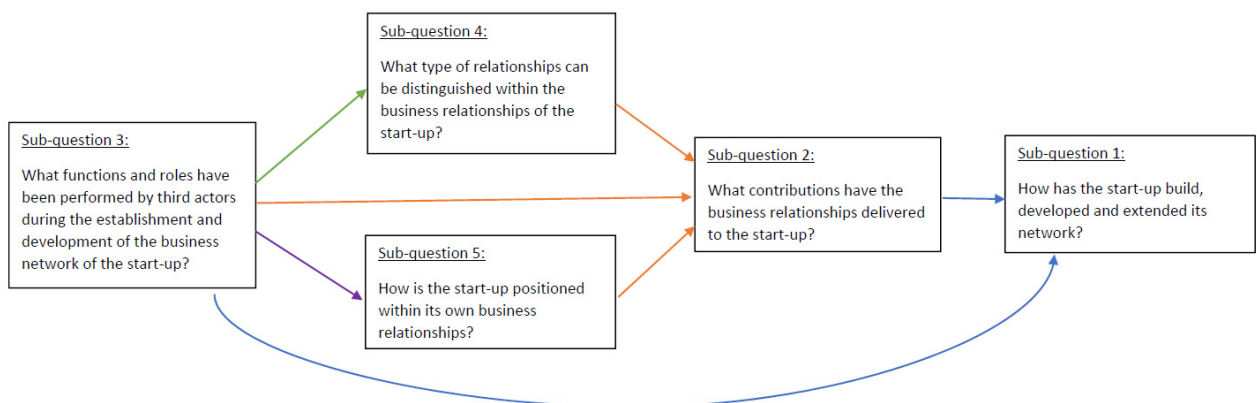 Sub-question 4:
What type of relationships can
be distinguished within the
business relationships of the
start-up?
Sub-question 3:
What functions and roles have
been performed by third actors
during the establishment and
development of the business
network of the start-up?
Sub-question 5:
How is the start-up positioned
within its own business
relationships?
Sub-question 2:
What contributions have the
business relationships delivered
to the start-up?
Sub-question 1:
How has the start-up build,
developed and extended its
network?